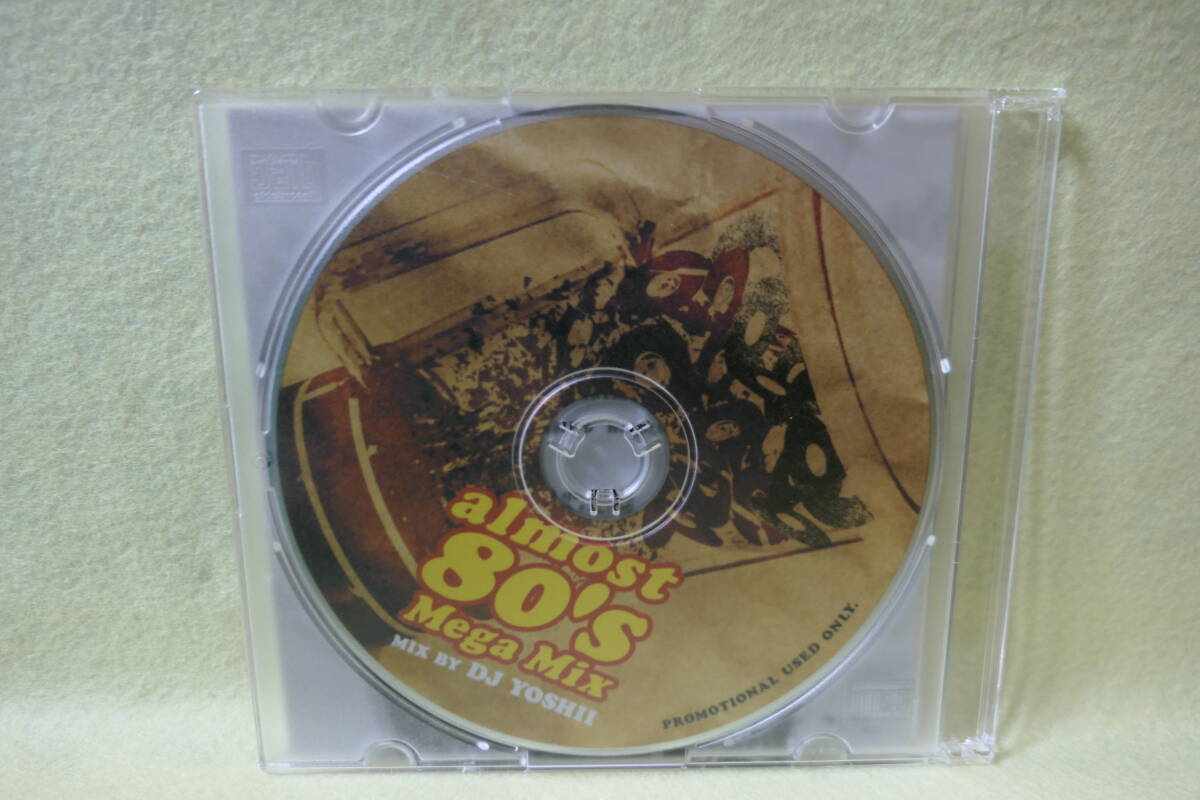 almost
80's
Mega Mix
MIX BY DJ YOSHII
PROMOTIONAL USED ONLY.